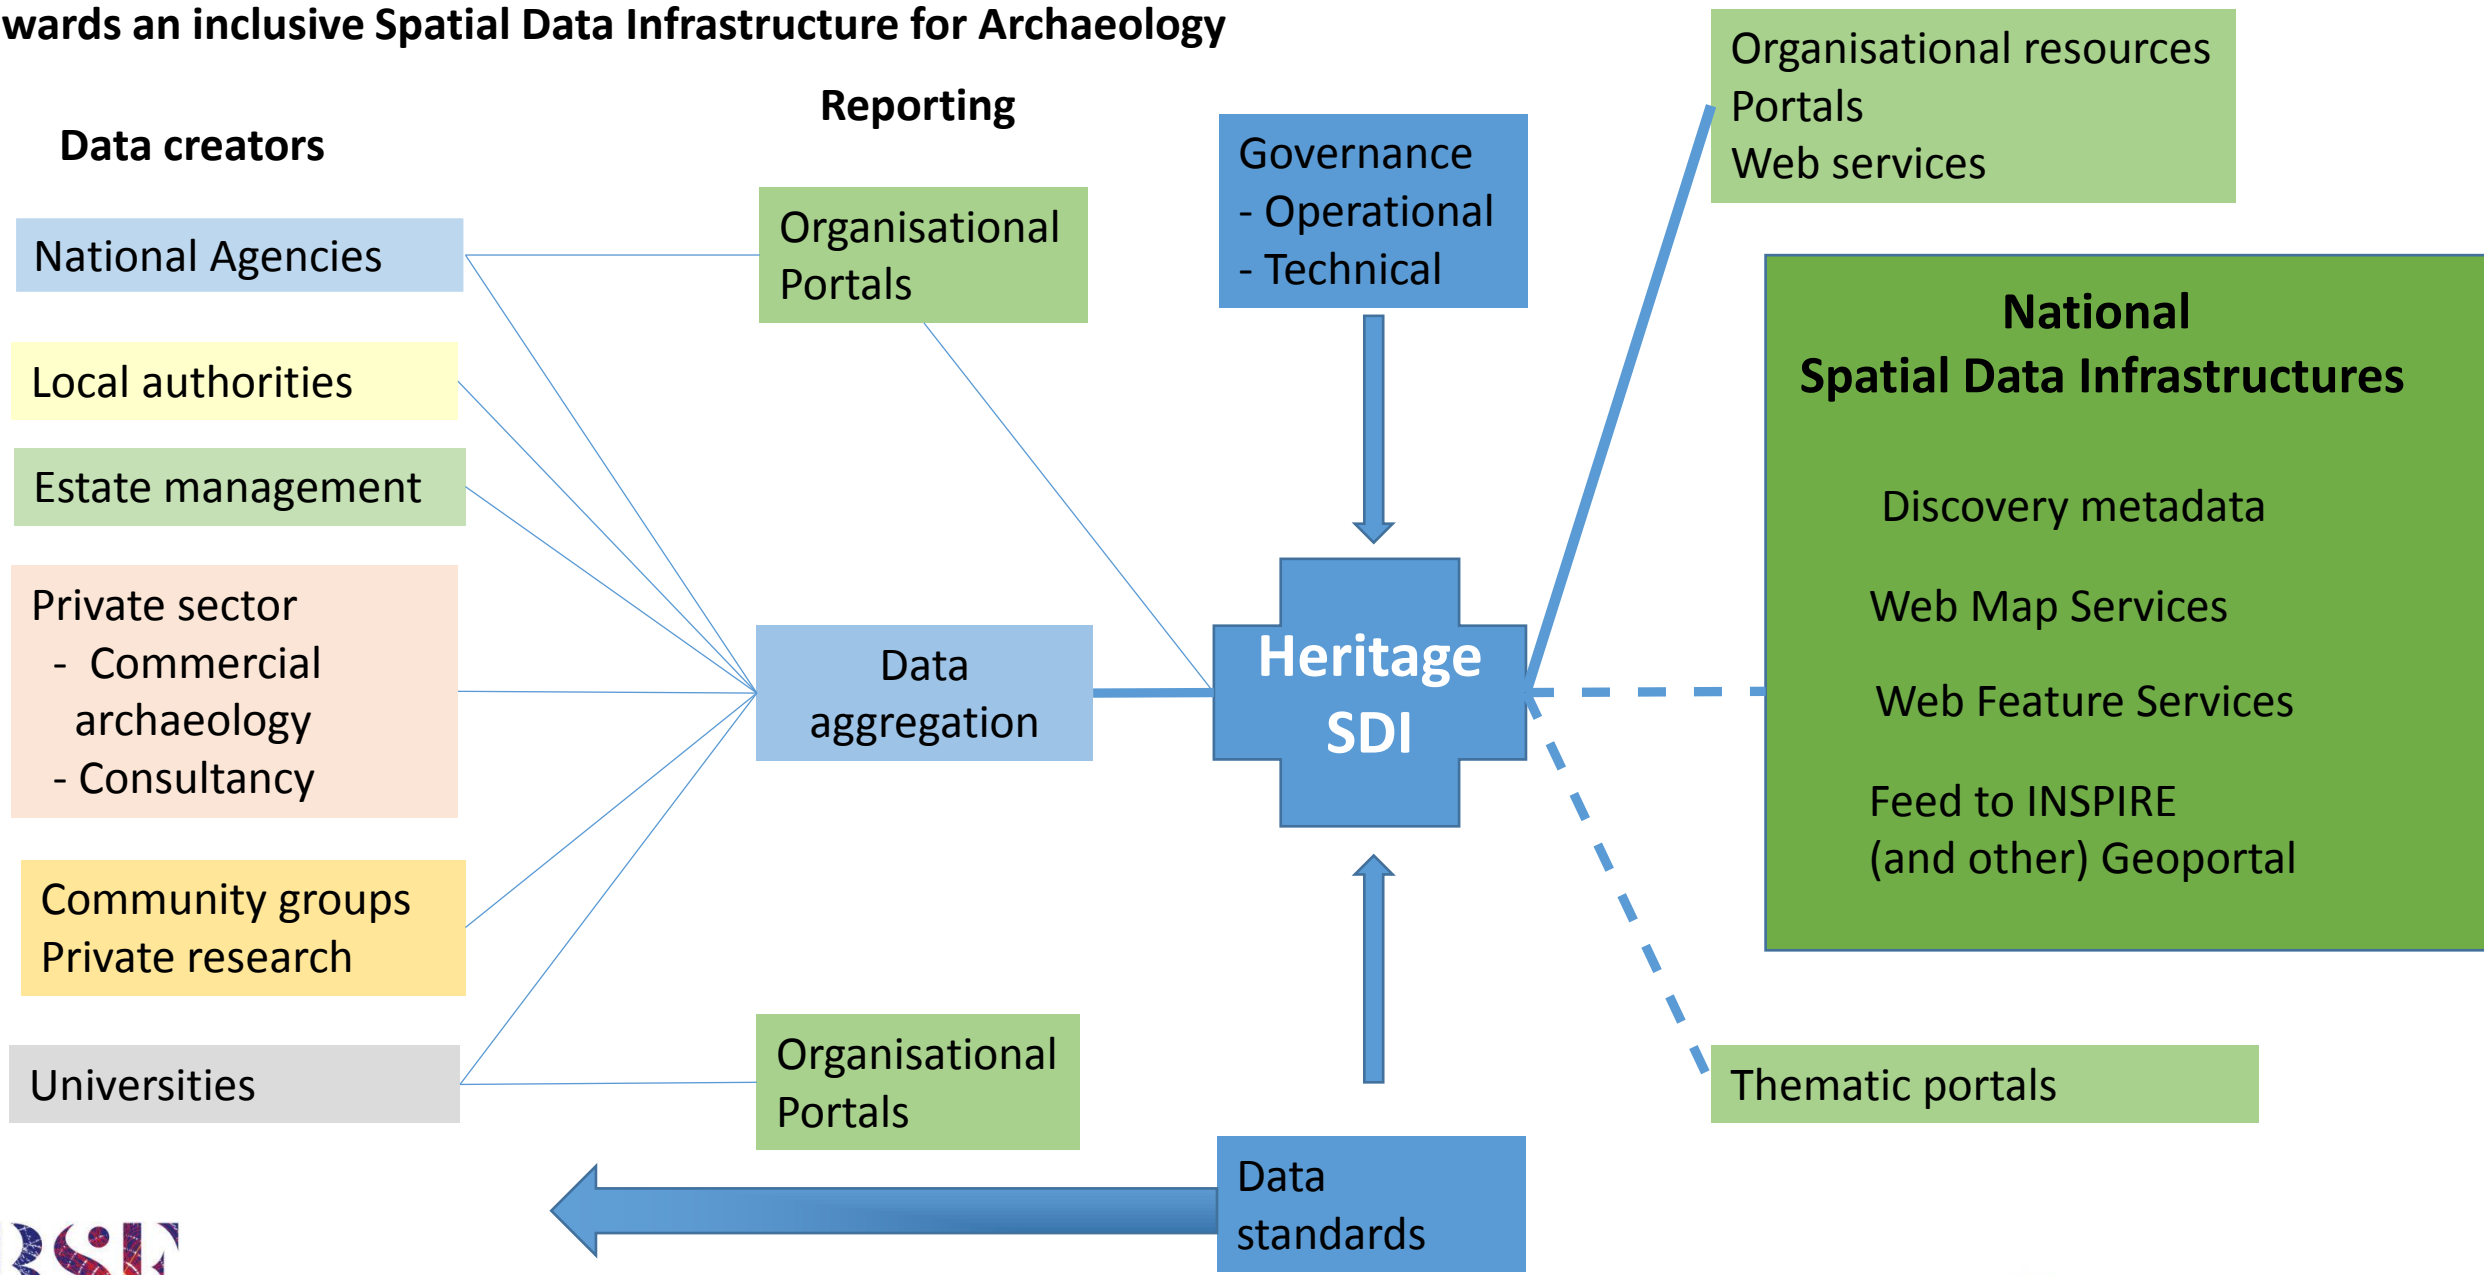 wards an inclusive Spatial Data Infrastructure for Archaeology
Data creators
National Agencies
Local authorities
Estate management
Private sector
- Commercial
archaeology
- Consultancy
Community groups
Private research
Universities
Reporting
Organisational
Portals
Data
aggregation
Organisational
Portals
Governance
- Operational
- Technical
Heritage
SDI
Data
standards
Organisational resources
Portals
Web services
National
Spatial Data Infrastructures
Discovery metadata
Web Map Services
Web Feature Services
Feed to INSPIRE
(and other) Geoportal
Thematic portals